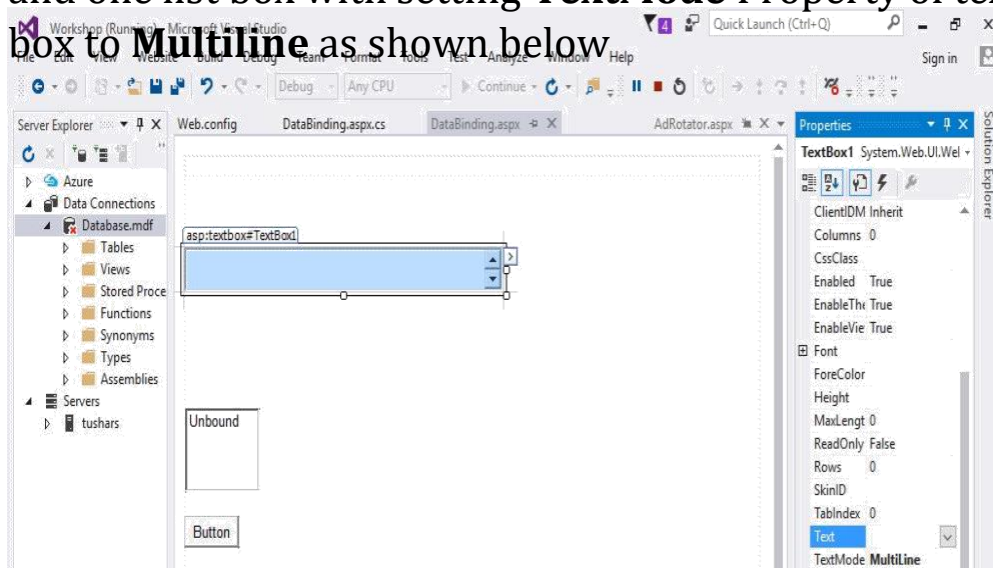 and one list box with setting TextMode Property of text
box to Multiline as shown below
Workshop (Running) - Microsoft Visual Studio
4
Quick Launch (Ctrl+Q)
File Edit View Website Build Debug Team Format Tools Test Analyze Window Help
Sign in
Debug Any CPU Continue
Server Explorer
Web.config DataBinding.aspx.cs DataBinding.aspx AdRotator.aspx
Properties
Solution Explorer
TextBox1 System.Web.UI.Wel
Azure
Data Connections
Database.mdf
Tables
Views
Stored Proce
Functions
Synonyms
Types
Assemblies
Servers
tushars
asp:textbox#TextBox1
Unbound
Button
ClientIDM Inherit
Columns 0
CssClass
Enabled True
EnableThe True
EnableVie True
Font
ForeColor
Height
MaxLengt 0
ReadOnly False
Rows 0
SkinID
TabIndex 0
Text
TextMode MultiLine